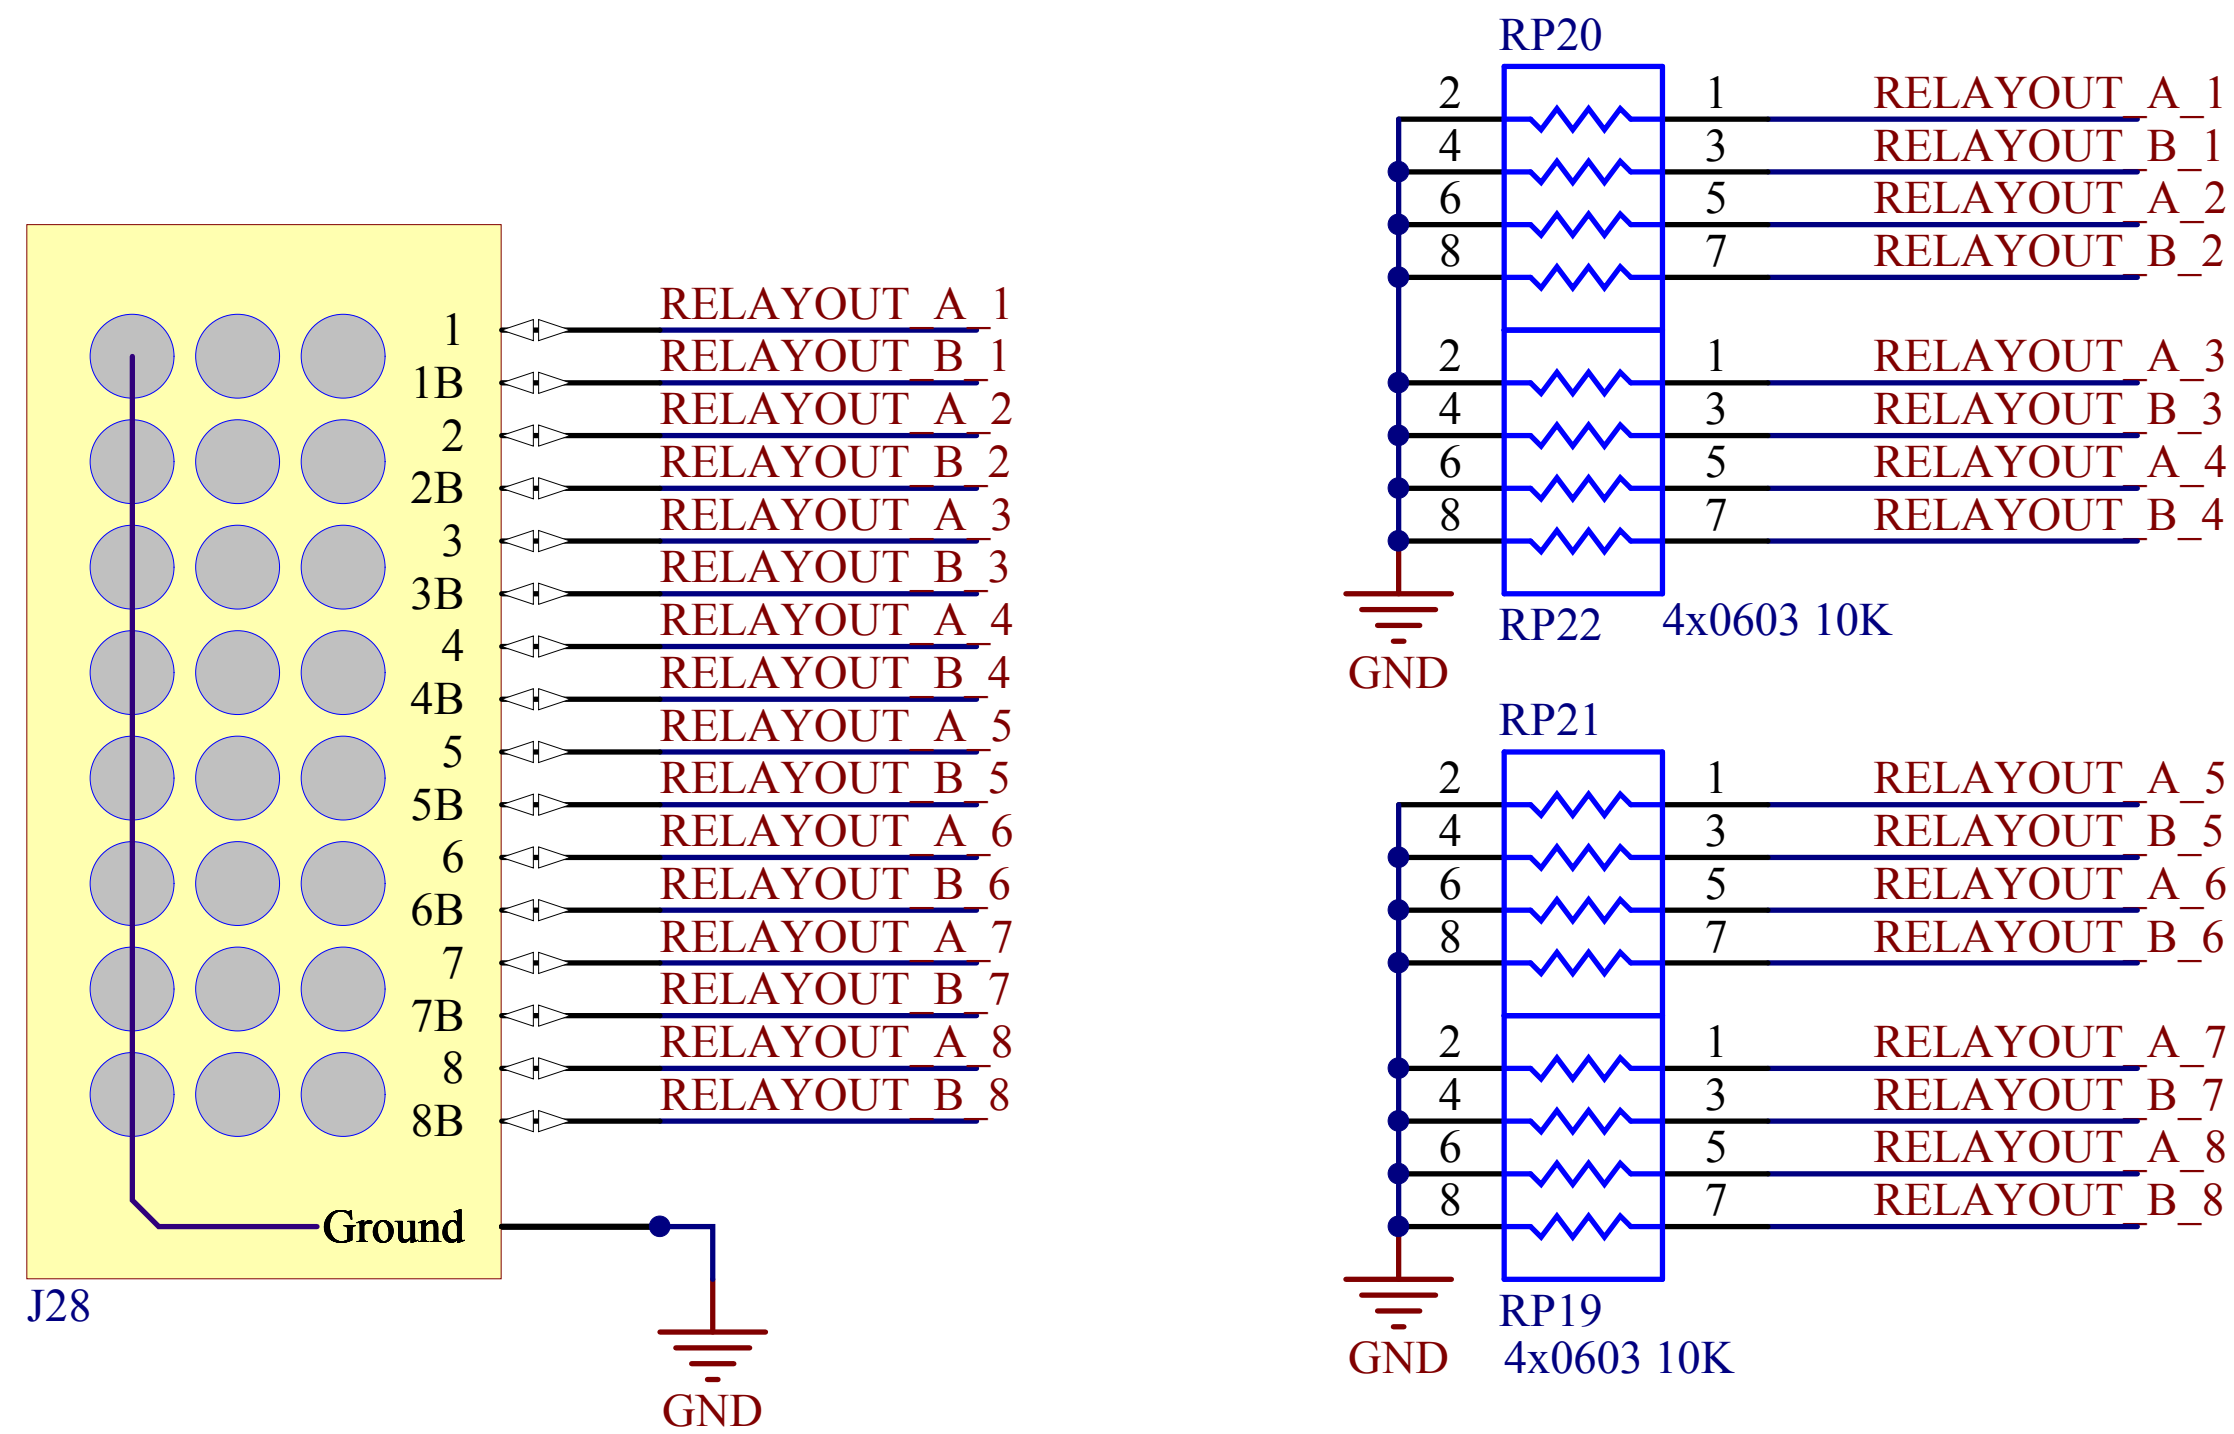 1 RELAYOUT_A_1
1B RELAYOUT_B_1
2 RELAYOUT_A_2
2B RELAYOUT_B_2
3 RELAYOUT_A_3
3B RELAYOUT_B_3
4 RELAYOUT_A_4
4B RELAYOUT_B_4
5 RELAYOUT_A_5
5B RELAYOUT_B_5
6 RELAYOUT_A_6
6B RELAYOUT_B_6
7 RELAYOUT_A_7
7B RELAYOUT_B_7
8 RELAYOUT_A_8
8B RELAYOUT_B_8
Ground
J28
GND
RP20
2 1 RELAYOUT_A_1
4 3 RELAYOUT_B_1
6 5 RELAYOUT_A_2
8 7 RELAYOUT_B_2
2 1 RELAYOUT_A_3
4 3 RELAYOUT_B_3
6 5 RELAYOUT_A_4
8 7 RELAYOUT_B_4
RP22 4x0603 10K
GND
RP21
2 1 RELAYOUT_A_5
4 3 RELAYOUT_B_5
6 5 RELAYOUT_A_6
8 7 RELAYOUT_B_6
2 1 RELAYOUT_A_7
4 3 RELAYOUT_B_7
6 5 RELAYOUT_A_8
8 7 RELAYOUT_B_8
RP19
GND 4x0603 10K